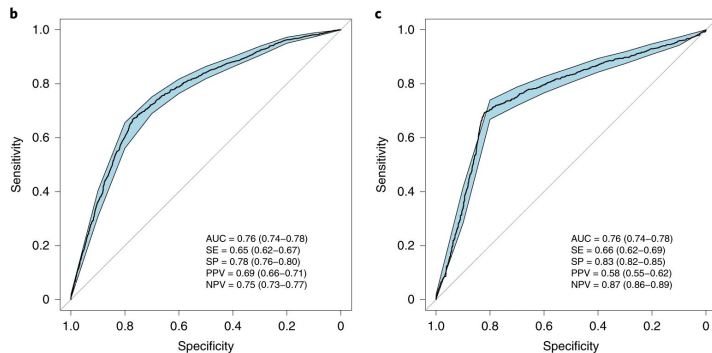 b
1.0
0.8
0.6
0.4
0.2
0
Sensitivity
AUC = 0.76 (0.74–0.78)
SE = 0.65 (0.62–0.67)
SP = 0.78 (0.76–0.80)
PPV = 0.69 (0.66–0.71)
NPV = 0.75 (0.73–0.77)
1.0 0.8 0.6 0.4 0.2 0
Specificity
c
1.0
0.8
0.6
0.4
0.2
0
Sensitivity
AUC = 0.76 (0.74–0.78)
SE = 0.66 (0.62–0.69)
SP = 0.83 (0.82–0.85)
PPV = 0.58 (0.55–0.62)
NPV = 0.87 (0.86–0.89)
1.0 0.8 0.6 0.4 0.2 0
Specificity